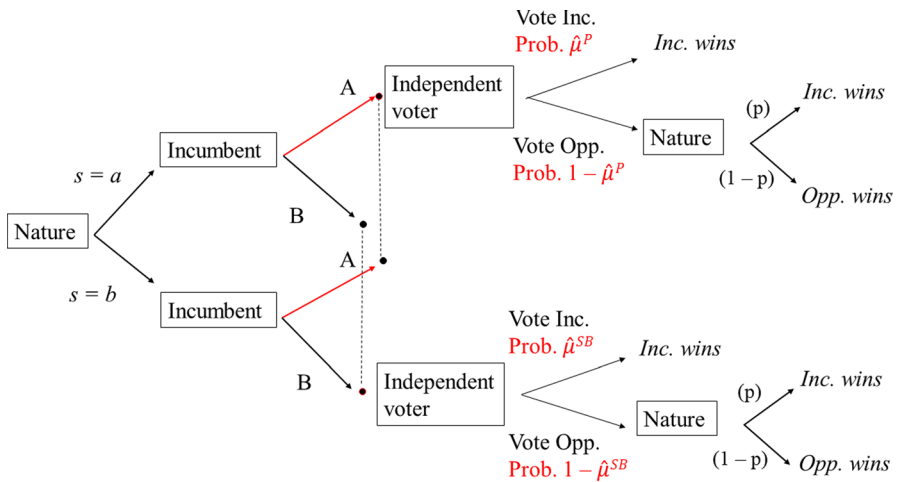 Vote Inc.
Prob. μ̂ᴾ
Inc. wins
A
Independent
voter
(p)
Inc. wins
Incumbent
Vote Opp.
Prob. 1 – μ̂ᴾ
Nature
s = a
(1 – p)
Opp. wins
B
Nature
A
s = b
Incumbent
Vote Inc.
Prob. μ̂ˢᴮ
Inc. wins
B
Independent
voter
(p)
Inc. wins
Nature
Vote Opp.
Prob. 1 – μ̂ˢᴮ
(1 – p)
Opp. wins